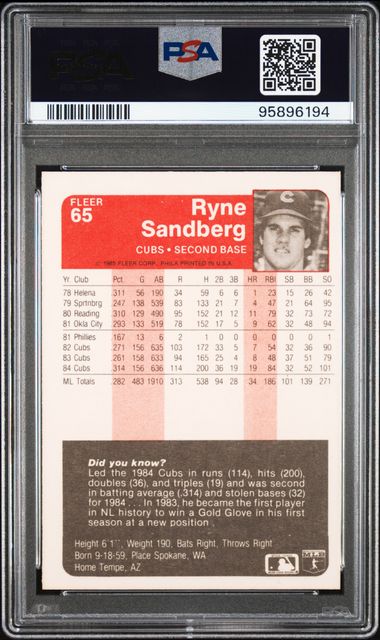 PSA
95896194
FLEER
65
Ryne
Sandberg
CUBS • SECOND BASE
© 1985 FLEER CORP., PHILA PRINTED IN U.S.A.
Yr. Club Pct. G AB R H 2B 3B HR RBI SB BB SO
78 Helena .311 56 190 34 59 6 6 1 23 15 26 42
79 Sprtnbrg .247 138 539 83 133 21 7 4 47 21 64 95
80 Reading .310 129 490 95 152 21 12 11 79 32 73 72
81 Okla City .293 133 519 78 152 17 5 9 62 32 48 94
81 Phillies .167 13 6 2 1 0 0 0 0 0 0 1
82 Cubs .271 156 635 103 172 33 5 7 54 32 36 90
83 Cubs .261 158 633 94 165 25 4 8 48 37 51 79
84 Cubs .314 156 636 114 200 36 19 19 84 32 52 101
ML Totals .282 483 1910 313 538 94 28 34 186 101 139 271
Did you know?
Led the 1984 Cubs in runs (114), hits (200),
doubles (36), and triples (19) and was second
in batting average (.314) and stolen bases (32)
for 1984 . . . In 1983, he became the first player
in NL history to win a Gold Glove in his first
season at a new position.
Height 6'1", Weight 190, Bats Right, Throws Right
Born 9-18-59, Place Spokane, WA
Home Tempe, AZ